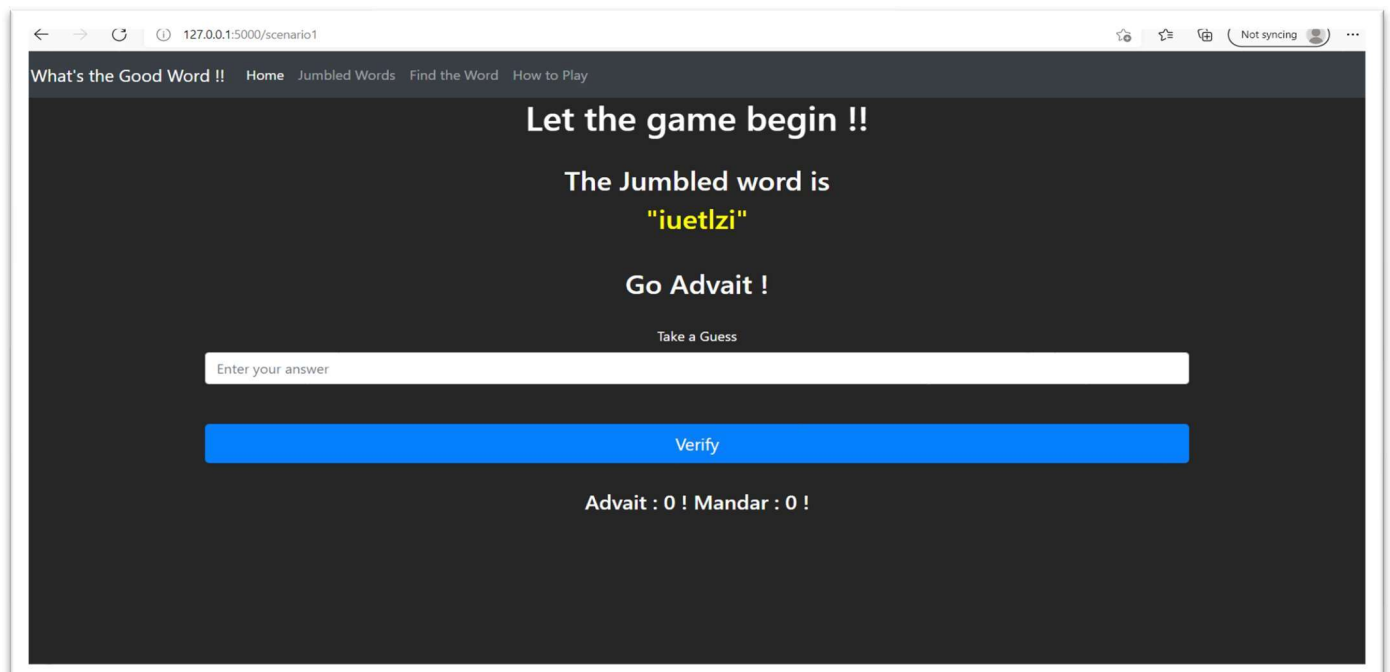 127.0.0.1:5000/scenario1 Not syncing
What's the Good Word !! Home Jumbled Words Find the Word How to Play
Let the game begin !!
The Jumbled word is
"iuetlzi"
Go Advait !
Take a Guess
Enter your answer
Verify
Advait : 0 ! Mandar : 0 !